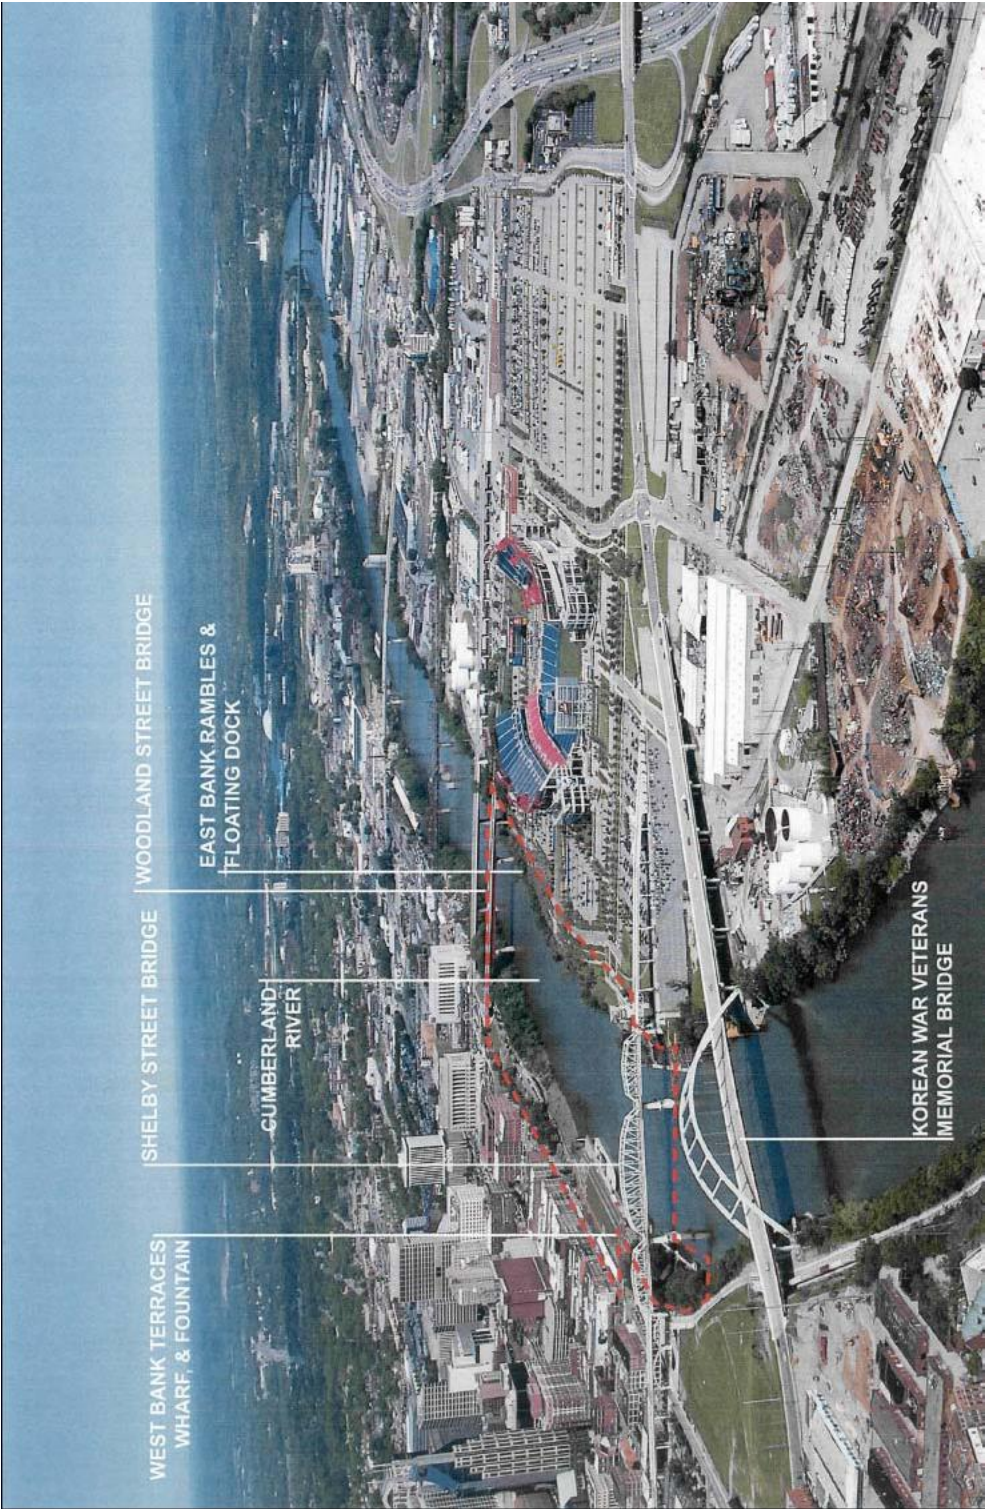 WEST BANK TERRACES
WHARF, & FOUNTAIN
SHELBY STREET BRIDGE
CUMBERLAND
RIVER
WOODLAND STREET BRIDGE
EAST BANK RAMBLES &
FLOATING DOCK
KOREAN WAR VETERANS
MEMORIAL BRIDGE